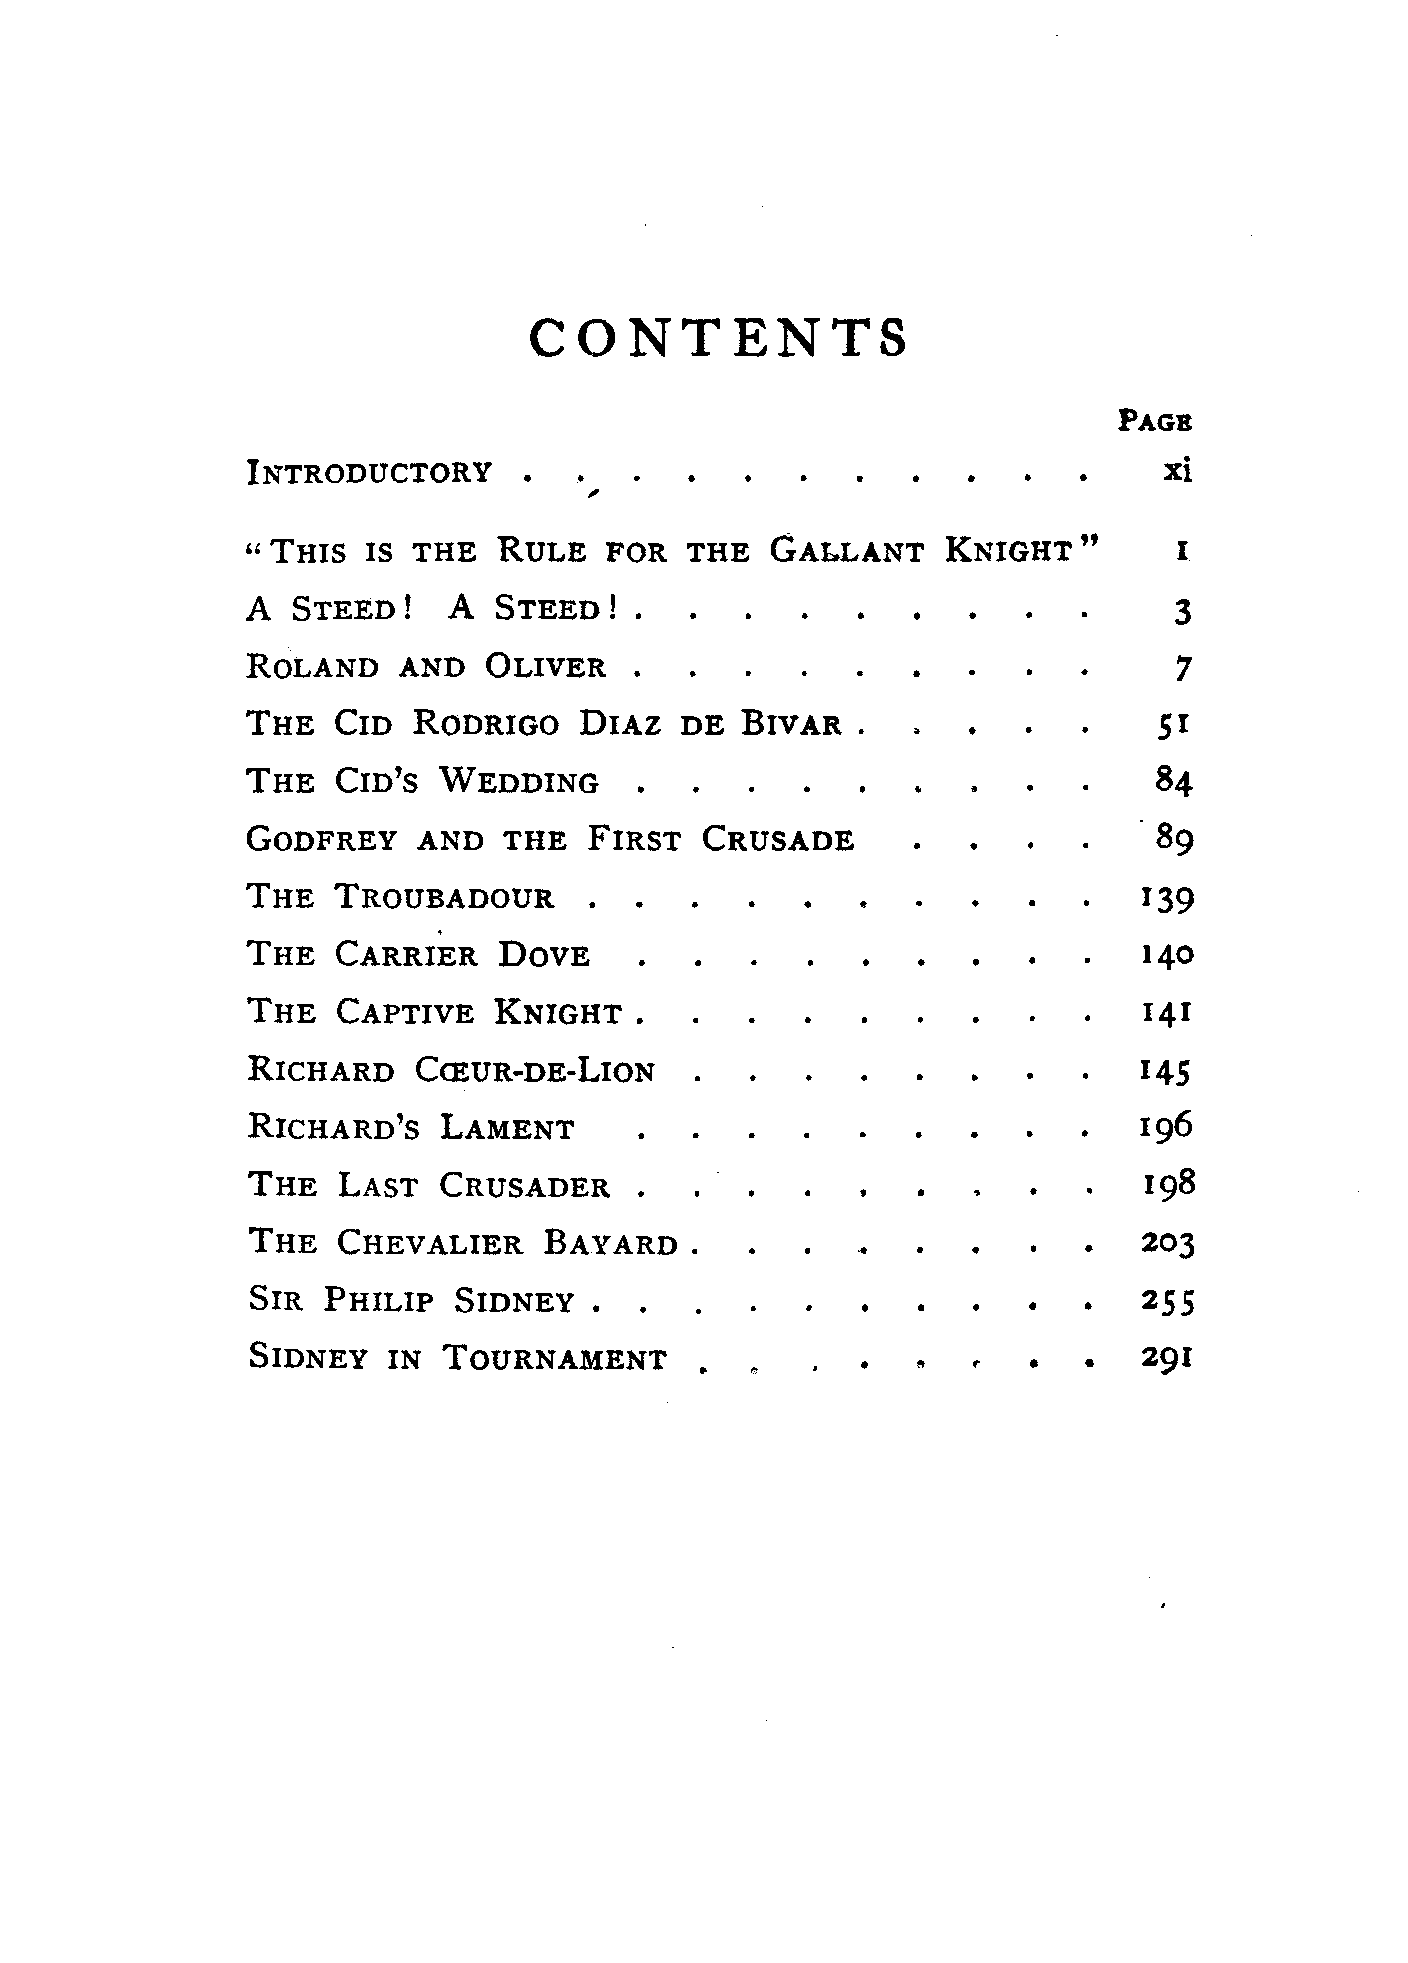 CONTENTS
PAGE
INTRODUCTORY . . . . . . . . . . . xi
“THIS IS THE RULE FOR THE GALLANT KNIGHT” 1
A STEED! A STEED! . . . . . . . . . 3
ROLAND AND OLIVER . . . . . . . . . 7
THE CID RODRIGO DIAZ DE BIVAR . . . . . 51
THE CID'S WEDDING . . . . . . . . . 84
GODFREY AND THE FIRST CRUSADE . . . . 89
THE TROUBADOUR . . . . . . . . . . 139
THE CARRIER DOVE . . . . . . . . . 140
THE CAPTIVE KNIGHT . . . . . . . . . 141
RICHARD CŒUR-DE-LION . . . . . . . . 145
RICHARD'S LAMENT . . . . . . . . . 196
THE LAST CRUSADER . . . . . . . . . 198
THE CHEVALIER BAYARD . . . . . . . . 203
SIR PHILIP SIDNEY . . . . . . . . . . 255
SIDNEY IN TOURNAMENT . . . . . . . . 291